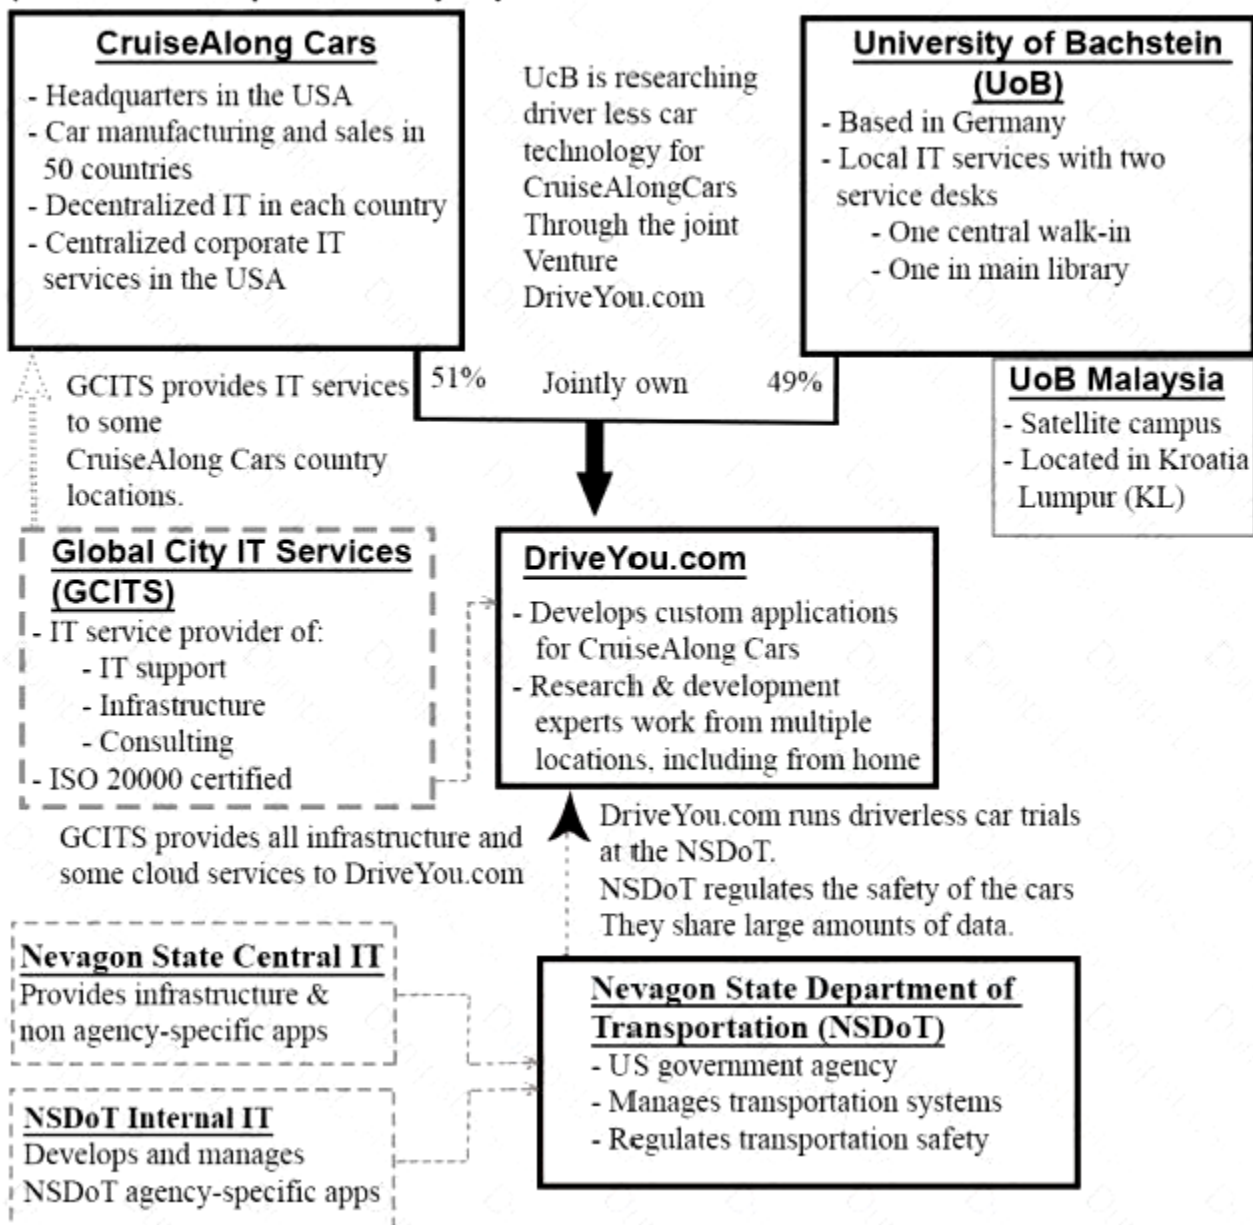 CruiseAlong Cars
- Headquarters in the USA
- Car manufacturing and sales in
50 countries
- Decentralized IT in each country
- Centralized corporate IT
services in the USA
UcB is researching
driver less car
technology for
CruiseAlongCars
Through the joint
Venture
DriveYou.com
University of Bachstein
(UoB)
- Based in Germany
- Local IT services with two
service desks
- One central walk-in
- One in main library
51% Jointly own 49%
GCITS provides IT services
to some
CruiseAlong Cars country
locations.
UoB Malaysia
- Satellite campus
- Located in Kroatia
Lumpur (KL)
Global City IT Services
(GCITS)
- IT service provider of:
- IT support
- Infrastructure
- Consulting
- ISO 20000 certified
DriveYou.com
- Develops custom applications
for CruiseAlong Cars
- Research & development
experts work from multiple
locations, including from home
GCITS provides all infrastructure and
some cloud services to DriveYou.com
DriveYou.com runs driverless car trials
at the NSDoT.
NSDoT regulates the safety of the cars
They share large amounts of data.
Nevagon State Central IT
Provides infrastructure &
non agency-specific apps
NSDoT Internal IT
Develops and manages
NSDoT agency-specific apps
Nevagon State Department of
Transportation (NSDoT)
- US government agency
- Manages transportation systems
- Regulates transportation safety